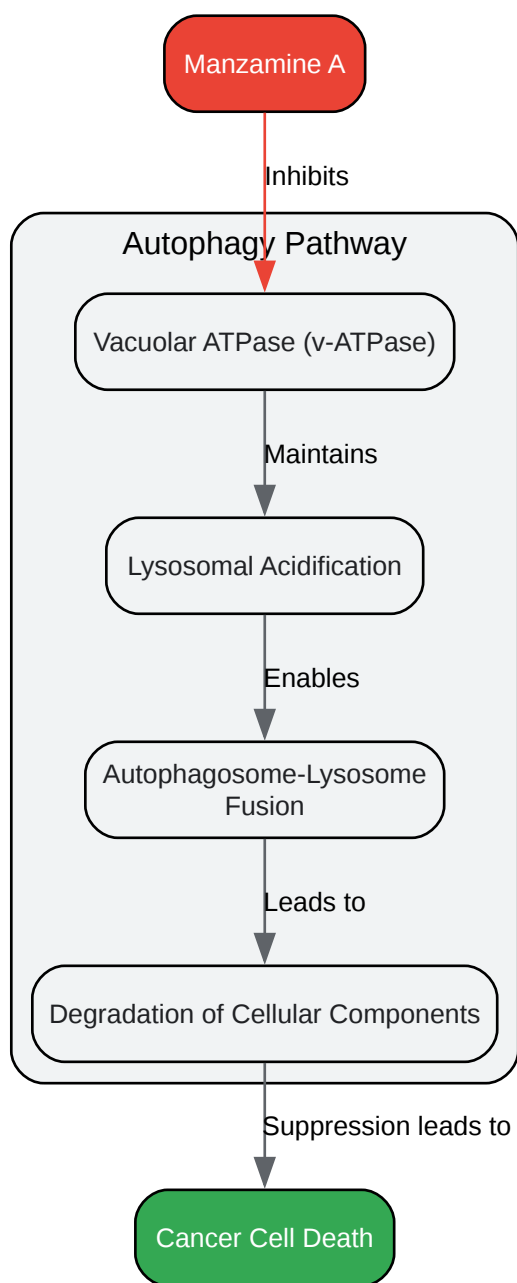 Manzamine A
Inhibits
Autophagy Pathway
Vacuolar ATPase (v-ATPase)
Maintains
Lysosomal Acidification
Enables
Autophagosome-Lysosome
Fusion
Leads to
Degradation of Cellular Components
Suppression leads to
Cancer Cell Death